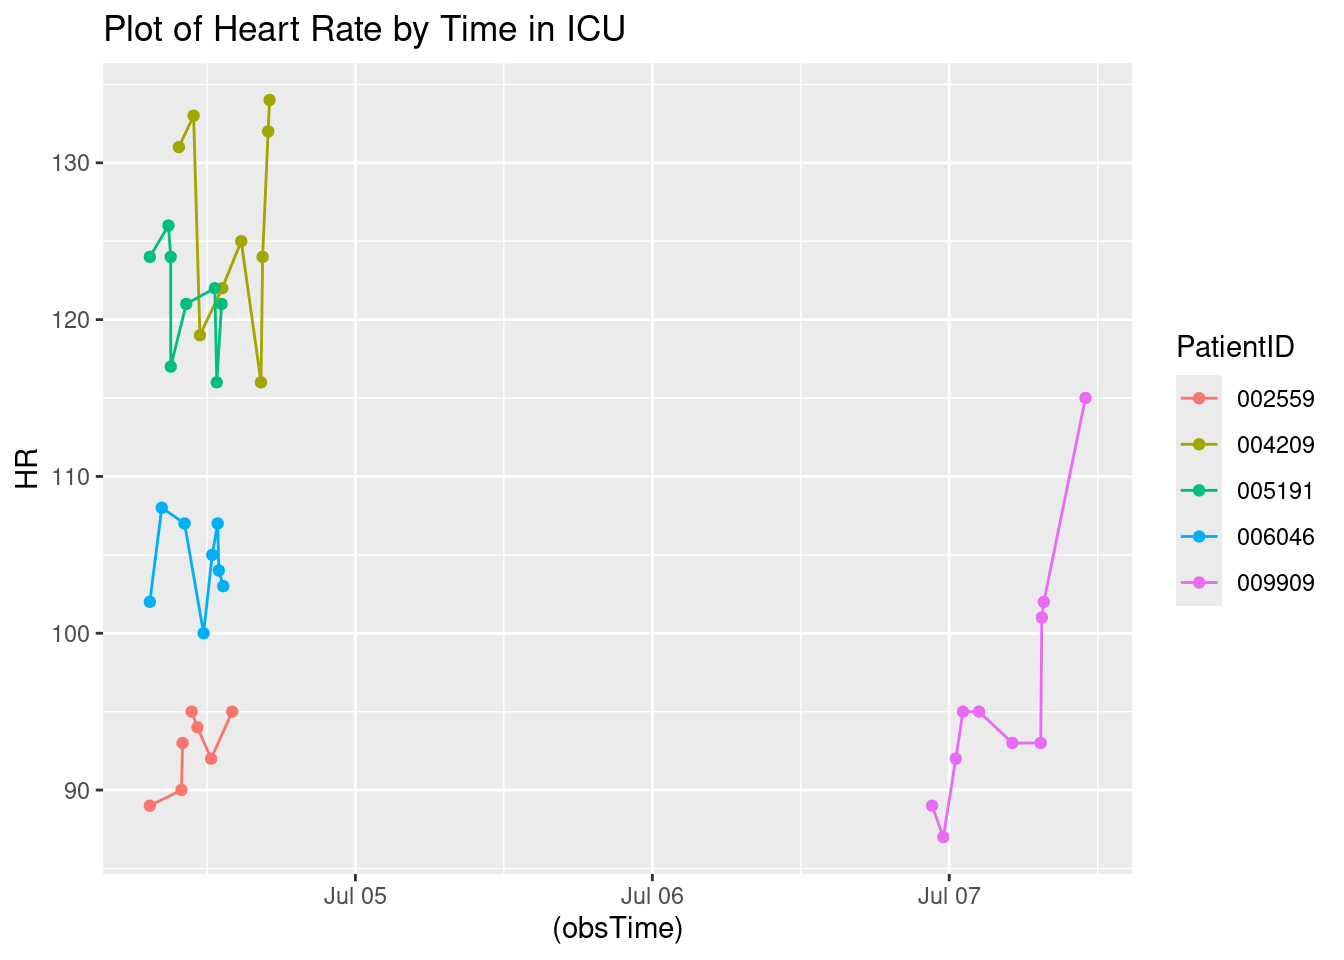 Plot of Heart Rate by Time in ICU
130
120
110
100
90
HR
Jul 05
Jul 06
Jul 07
(obsTime)
PatientID
002559
004209
005191
006046
009909